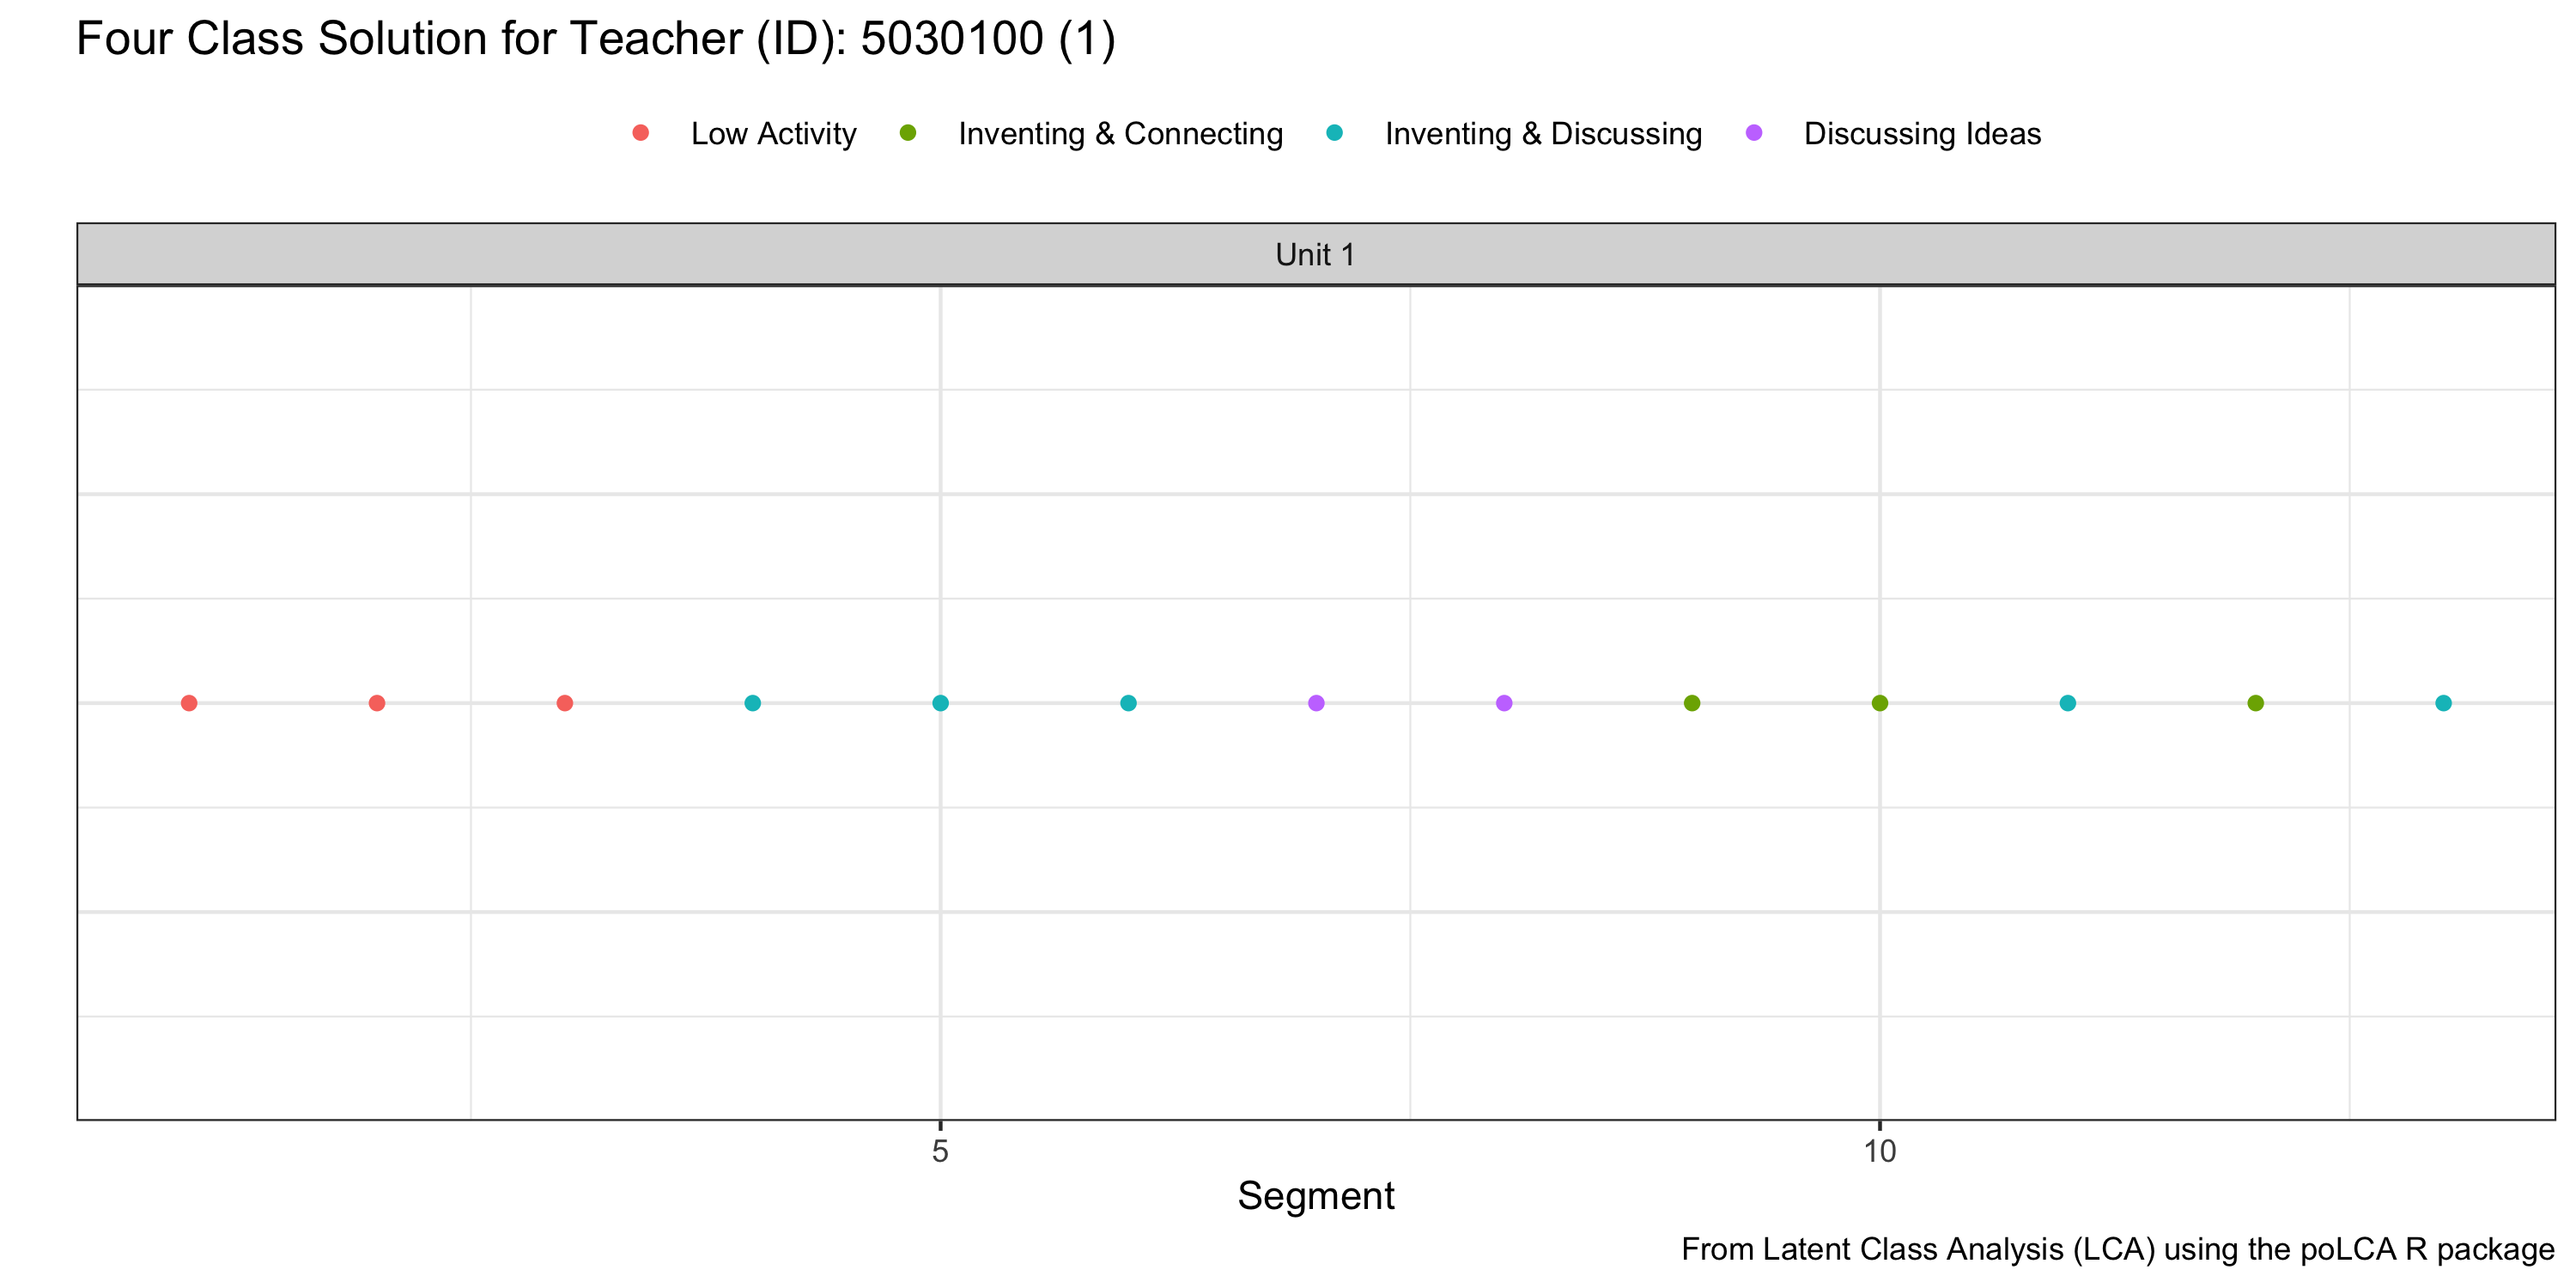 Four Class Solution for Teacher (ID): 5030100 (1)
Low Activity Inventing & Connecting Inventing & Discussing Discussing Ideas
Unit 1
5 10
Segment
From Latent Class Analysis (LCA) using the poLCA R package